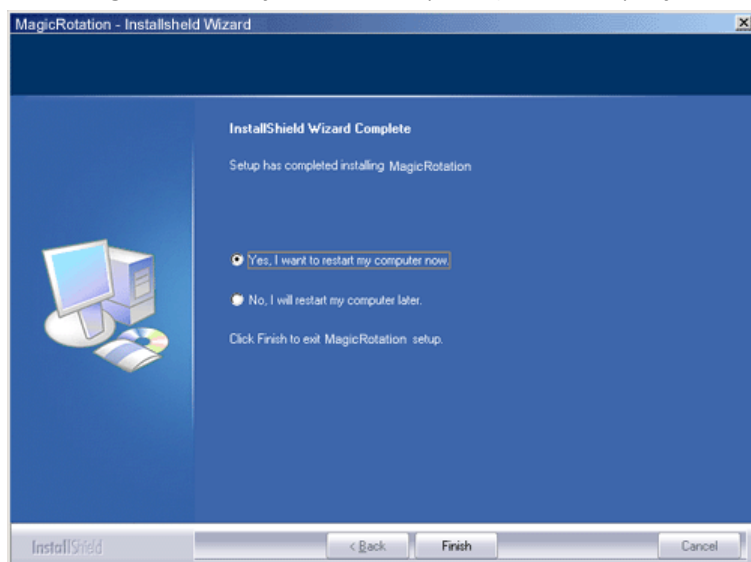 MagicRotation - Installsheld Wizard
InstallShield Wizard Complete
Setup has completed installing MagicRotation
Yes, I want to restart my computer now.
No, I will restart my computer later.
Click Finish to exit MagicRotation setup.
InstallShield
< Back Finish Cancel